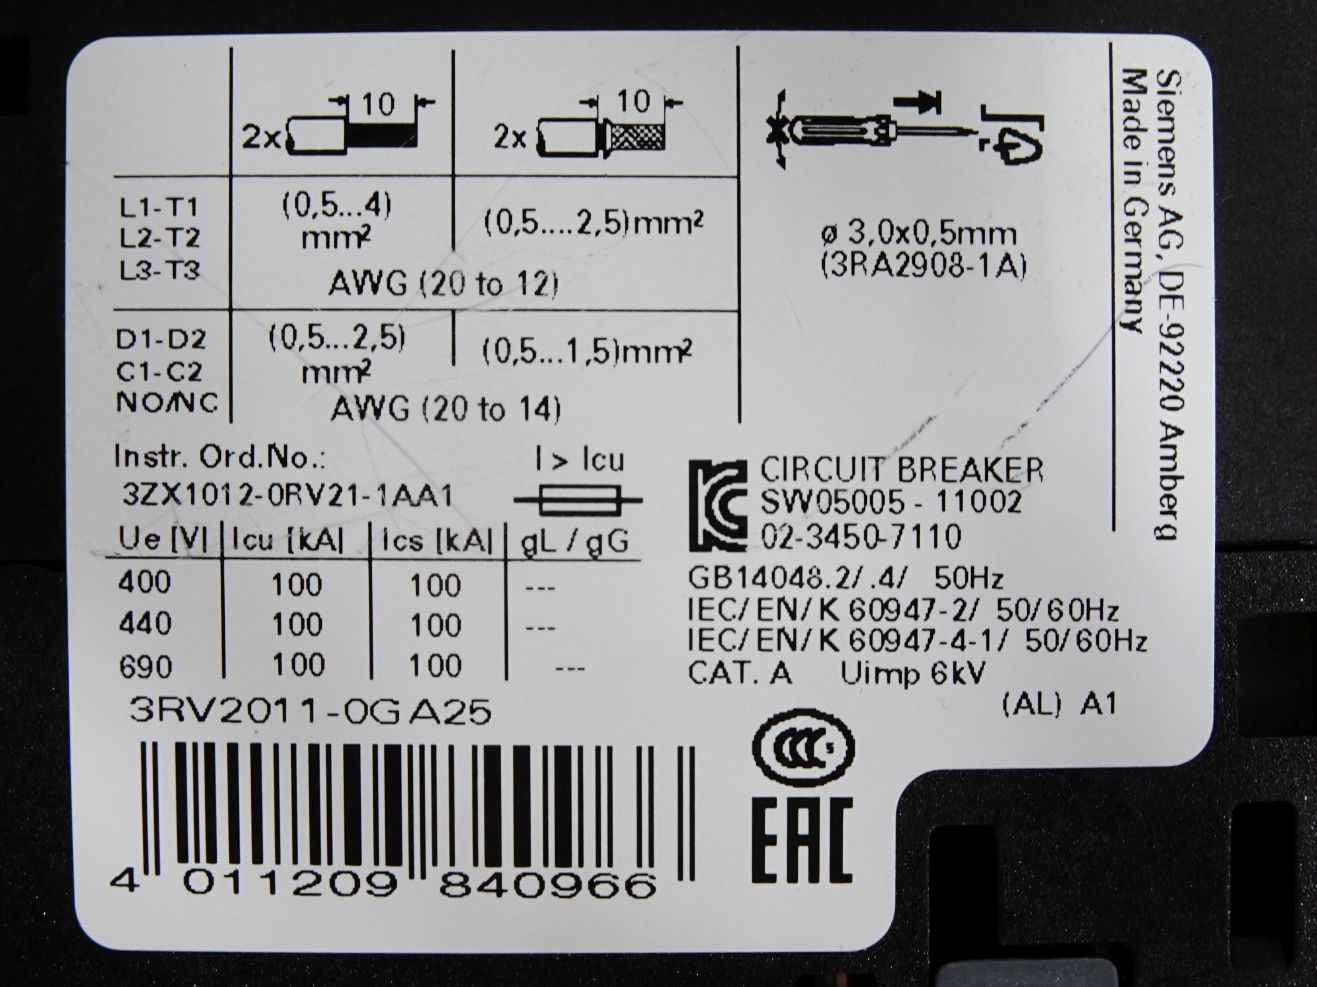 10
10
2x
2x
L1-T1
L2-T2
L3-T3
(0,5...4)
mm²
(0,5....2,5)mm²
AWG (20 to 12)
ø 3,0x0,5mm
(3RA2908-1A)
D1-D2
C1-C2
NO/NC
(0,5...2,5)
mm²
(0,5...1,5)mm²
AWG (20 to 14)
Siemens AG, DE-92220 Amberg
Made in Germany
Instr. Ord.No.:
3ZX1012-0RV21-1AA1
I > Icu
Ue [V] Icu [kA] Ics [kA] gL / gG
400 100 100 ---
440 100 100 ---
690 100 100 ---
CIRCUIT BREAKER
SW05005 - 11002
02-3450-7110
GB14048.2/ .4/ 50Hz
IEC/EN/K 60947-2/ 50/60Hz
IEC/EN/K 60947-4-1/ 50/60Hz
CAT. A Uimp 6kV
(AL) A1
3RV2011-0GA25
4 011209 840966
CCC S
EAC